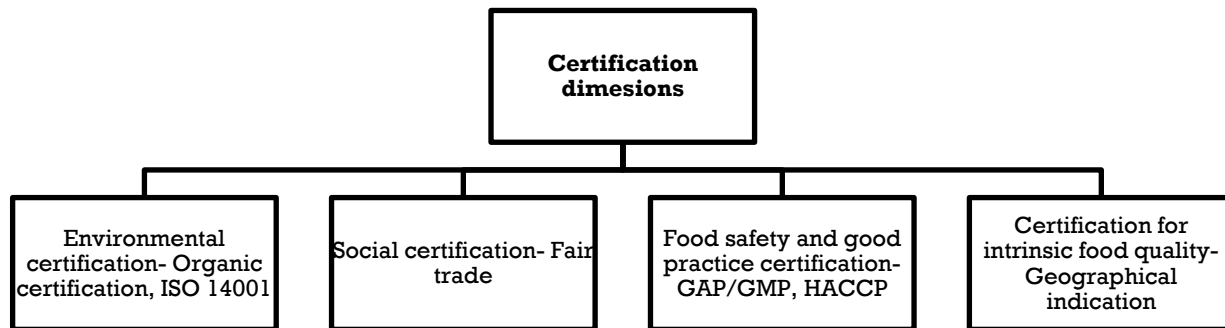 Certification
dimesions
Environmental
certification- Organic
certification, ISO 14001
Social certification- Fair
trade
Food safety and good
practice certification-
GAP/GMP, HACCP
Certification for
intrinsic food quality-
Geographical
indication